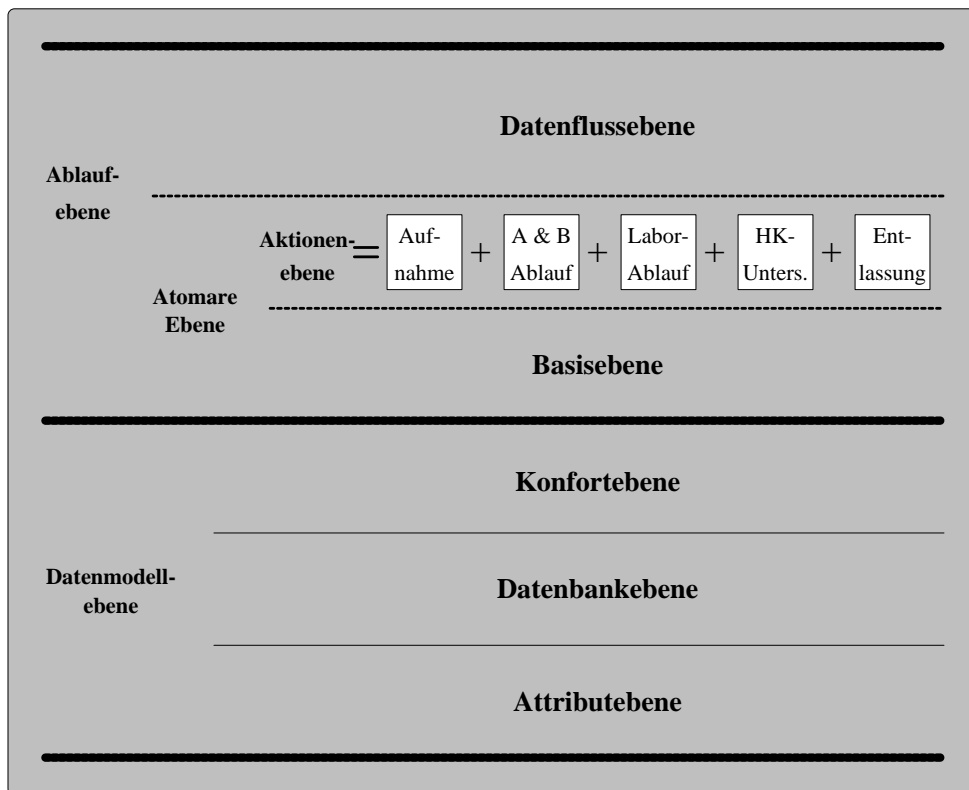 Datenflussebene
Ablauf-
ebene
Aktionen-
ebene
=
Auf-
nahme
+
A & B
Ablauf
+
Labor-
Ablauf
+
HK-
Unters.
+
Ent-
lassung
Atomare
Ebene
Basisebene
Konfortebene
Datenmodell-
ebene
Datenbankebene
Attributebene